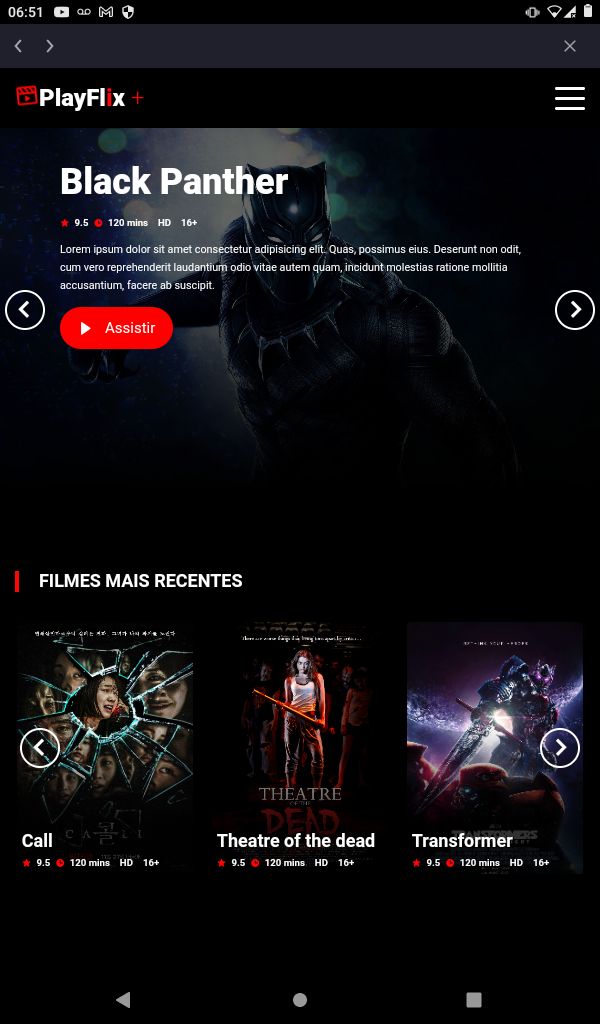 06:51
PlayFlix +
Black Panther
9.5 120 mins HD 16+
Lorem ipsum dolor sit amet consectetur adipisicing elit. Quas, possimus eius. Deserunt non odit,
cum vero reprehenderit laudantium odio vitae autem quam, incidunt molestias ratione mollitia
accusantium, facere ab suscipit.
Assistir
FILMES MAIS RECENTES
THEATRE
OF THE
DEAD
TRANSFORMERS
Call
Theatre of the dead
Transformer
9.5 120 mins HD 16+
9.5 120 mins HD 16+
9.5 120 mins HD 16+